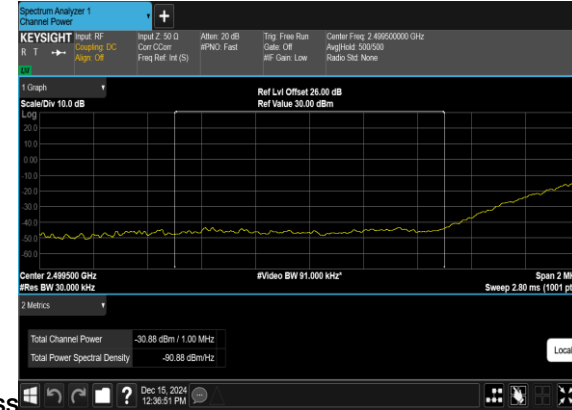 Spectrum Analyzer 1
Channel Power
+
KEYSIGHT Input: RF Input Z: 50 Ω Atten: 20 dB Trig: Free Run Center Freq: 2.499500000 GHz
R T Coupling: DC Corr CCorr #PNO: Fast Gate: Off Avg|Hold: 500/500
Align: Off Freq Ref: Int (S) #IF Gain: Low Radio Std: None
LW
1 Graph Ref Lvl Offset 26.00 dB
Scale/Div 10.0 dB Ref Value 30.00 dBm
Log
20.0
10.0
0.00
-10.0
-20.0
-30.0
-40.0
-50.0
-60.0
Center 2.499500 GHz #Video BW 91.000 kHz* Span 2 M
#Res BW 30.000 kHz Sweep 2.80 ms (1001 pt
2 Metrics
Total Channel Power -30.88 dBm / 1.00 MHz
Total Power Spectral Density -90.88 dBm/Hz
Local
ss
? Dec 15, 2024
12:36:51 PM